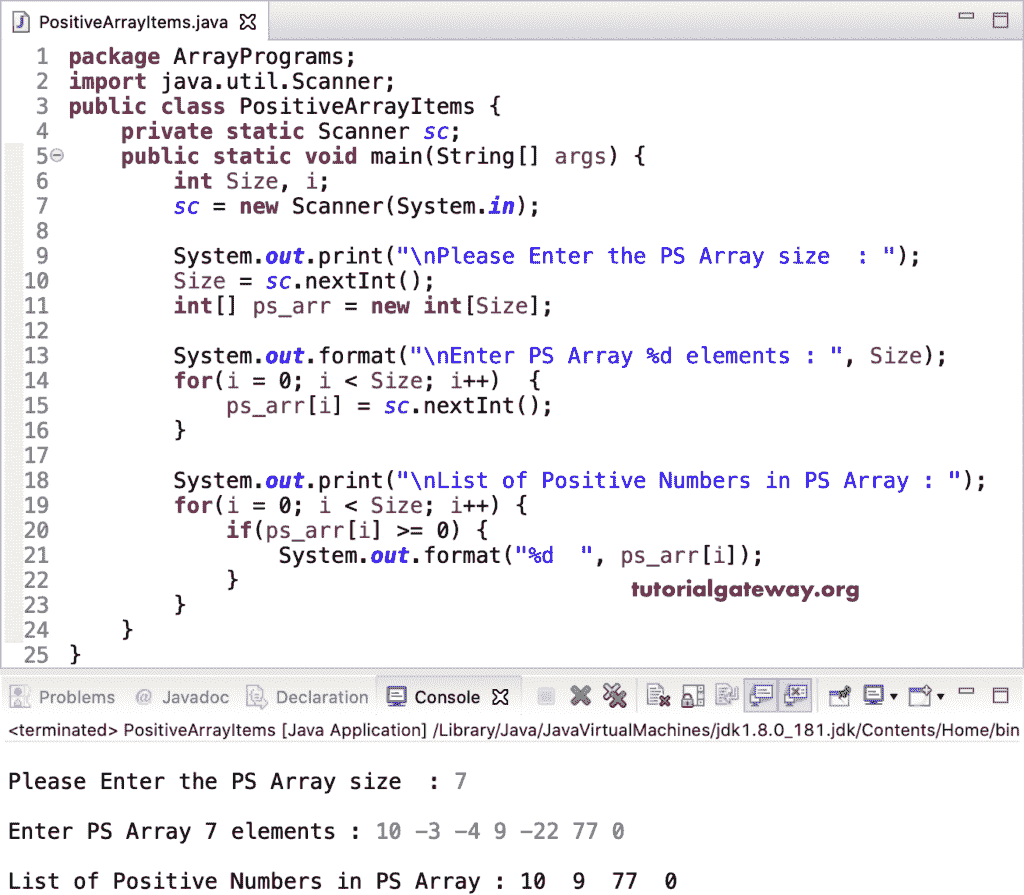 PositiveArrayItems.java
1 package ArrayPrograms;
2 import java.util.Scanner;
3 public class PositiveArrayItems {
4     private static Scanner sc;
5     public static void main(String[] args) {
6         int Size, i;
7         sc = new Scanner(System.in);
8
9         System.out.print("\nPlease Enter the PS Array size  : ");
10         Size = sc.nextInt();
11         int[] ps_arr = new int[Size];
12
13         System.out.format("\nEnter PS Array %d elements : ", Size);
14         for(i = 0; i < Size; i++)  {
15             ps_arr[i] = sc.nextInt();
16         }
17
18         System.out.print("\nList of Positive Numbers in PS Array : ");
19         for(i = 0; i < Size; i++) {
20             if(ps_arr[i] >= 0) {
21                 System.out.format("%d  ", ps_arr[i]);
22             }
tutorialgateway.org
23         }
24     }
25 }
Problems @ Javadoc Declaration Console
<terminated> PositiveArrayItems [Java Application] /Library/Java/JavaVirtualMachines/jdk1.8.0_181.jdk/Contents/Home/bin
Please Enter the PS Array size  : 7
Enter PS Array 7 elements : 10 -3 -4 9 -22 77 0
List of Positive Numbers in PS Array : 10  9  77  0